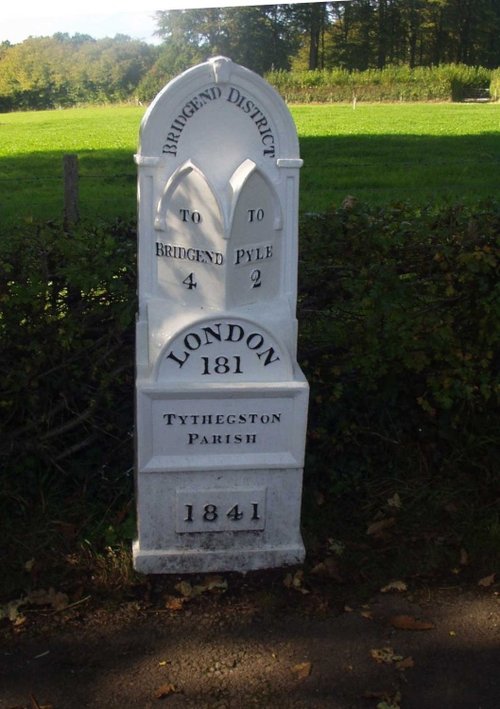 BRIDGEND DISTRICT
TO
BRIDGEND
4
TO
PYLE
2
LONDON
181
TYTHEGSTON
PARISH
1841